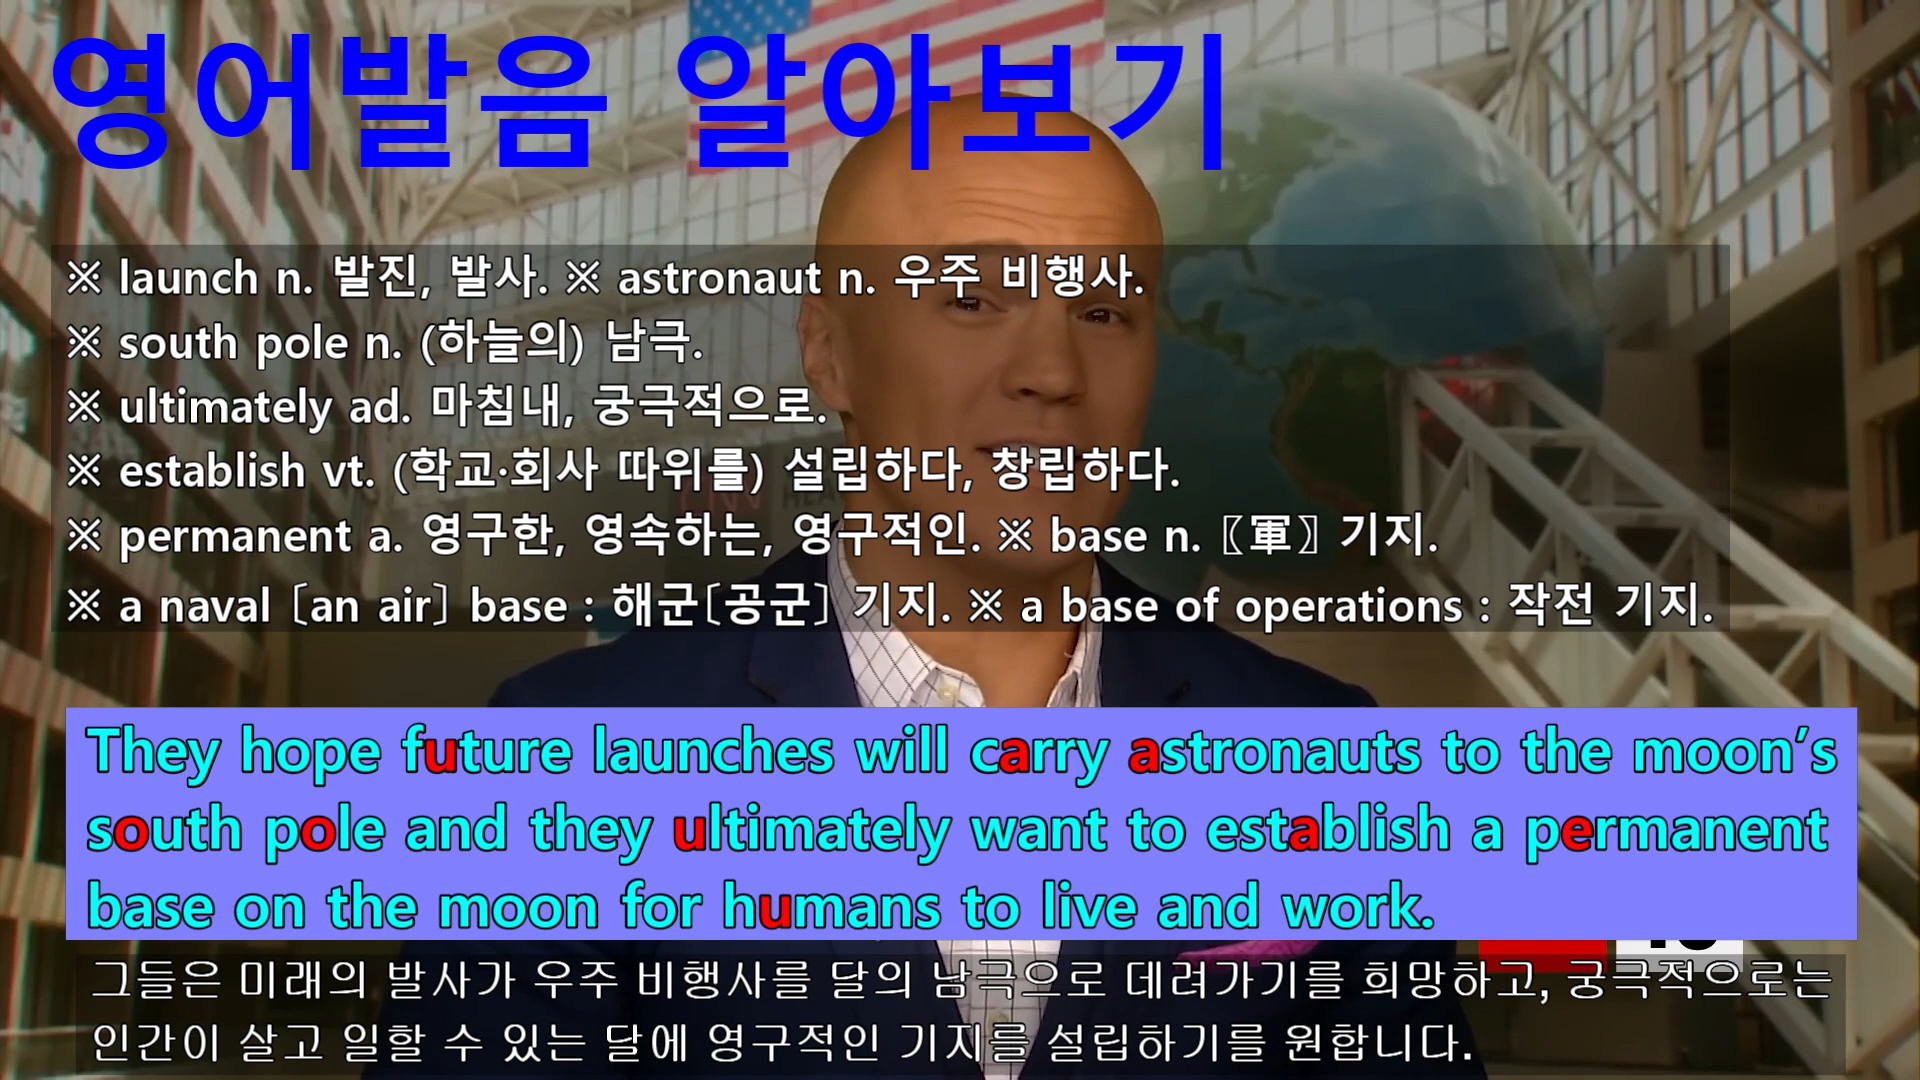 영어발음 알아보기
※ launch n. 발진, 발사. ※ astronaut n. 우주 비행사.
※ south pole n. (하늘의) 남극.
※ ultimately ad. 마침내, 궁극적으로.
※ establish vt. (학교·회사 따위를) 설립하다, 창립하다.
※ permanent a. 영구한, 영속하는, 영구적인. ※ base n. 〖軍〗 기지.
※ a naval〔an air〕base : 해군〔공군〕 기지. ※ a base of operations : 작전 기지.
They hope future launches will carry astronauts to the moon’s
south pole and they ultimately want to establish a permanent
base on the moon for humans to live and work.
그들은 미래의 발사가 우주 비행사를 달의 남극으로 데려가기를 희망하고, 궁극적으로는
인간이 살고 일할 수 있는 달에 영구적인 기지를 설립하기를 원합니다.